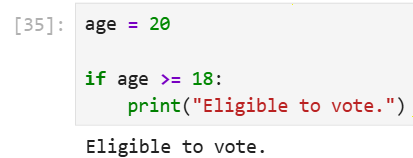 [35]: age = 20
if age >= 18:
    print("Eligible to vote.")
Eligible to vote.